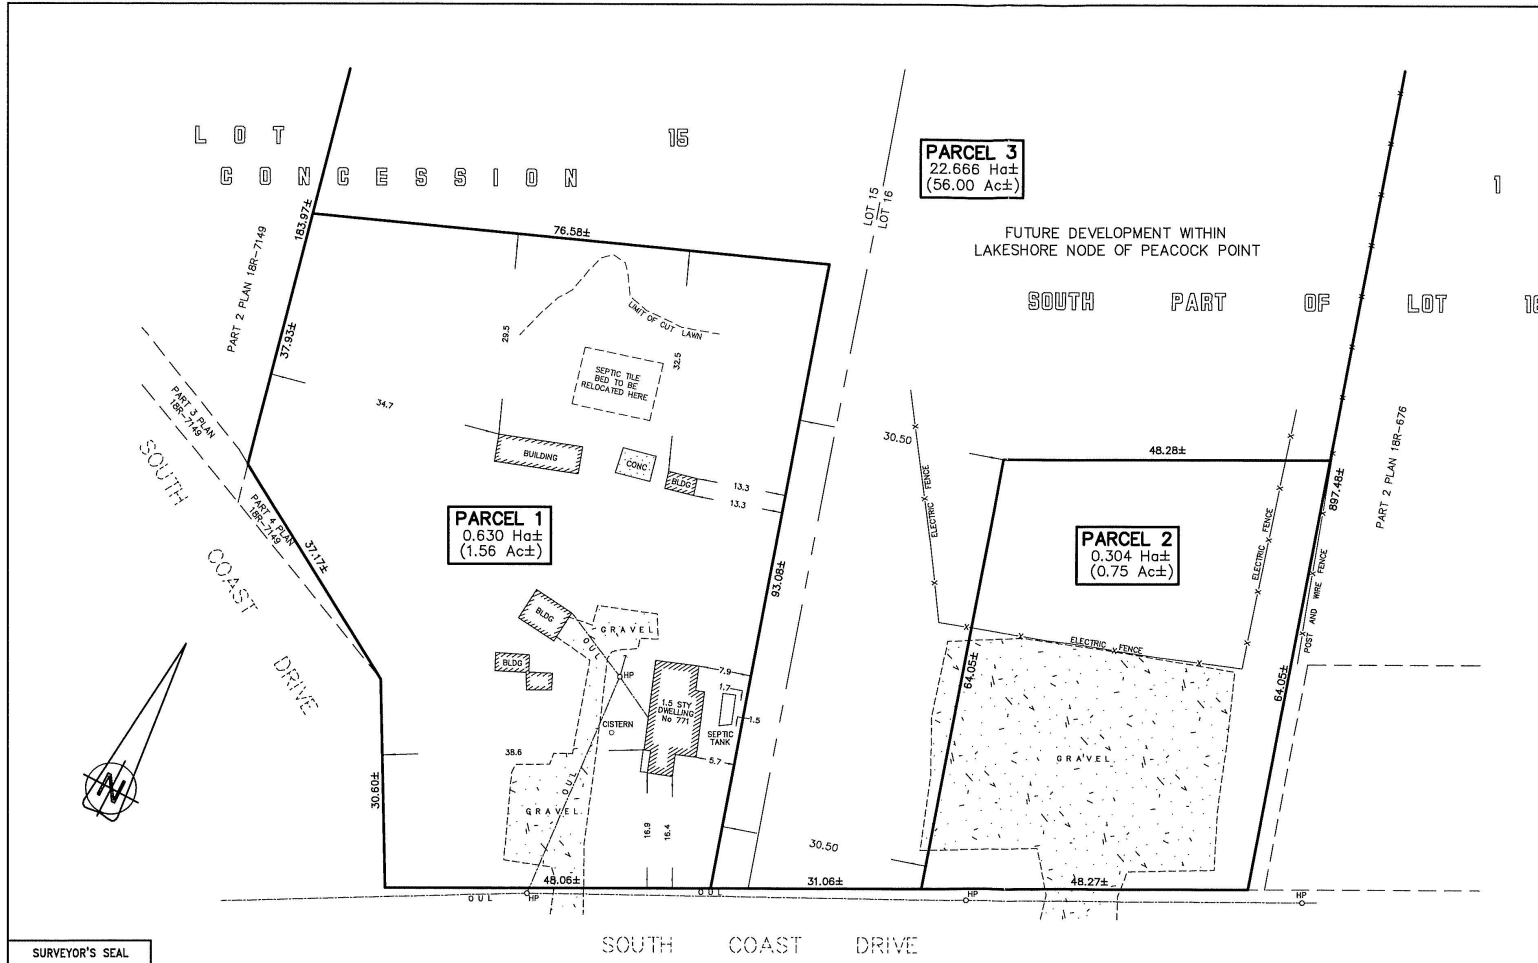 LOT 15
CONCESSION 1
PARCEL 3
22.666 Ha±
(56.00 Ac±)
LOT 15
LOT 16
FUTURE DEVELOPMENT WITHIN
LAKESHORE NODE OF PEACOCK POINT
SOUTH PART OF LOT
183.97±
PART 2 PLAN 18R-7149
76.58±
37.93±
LIMIT OF CUT LAWN
29.5
32.5
SEPTIC TILE
BED TO BE
RELOCATED HERE
34.7
PART 3 PLAN
18R-7149
PART 4 PLAN
18R-7149
SOUTH
COAST
DRIVE
37.17±
BUILDING
CONC
BLDG
13.3
13.3
PARCEL 1
0.630 Ha±
(1.56 Ac±)
93.08±
30.50
48.28±
ELECTRIC FENCE
ELECTRIC FENCE
897.48±
PART 2 PLAN 18R-676
PARCEL 2
0.304 Ha±
(0.75 Ac±)
POST AND WIRE FENCE
ELECTRIC FENCE
64.05±
64.05±
BLDG
GRAVEL
OUL
BLDG
HP
7.9
1.7
1.5 STY
DWELLING
No 771
1.5
CISTERN
SEPTIC
TANK
5.7
38.6
30.60±
OUL
GRAVEL
16.9
16.4
GRAVEL
N
30.50
48.06±
31.06±
48.27±
OUL
HP
OUL
HP
HP
SOUTH COAST DRIVE
SURVEYOR'S SEAL